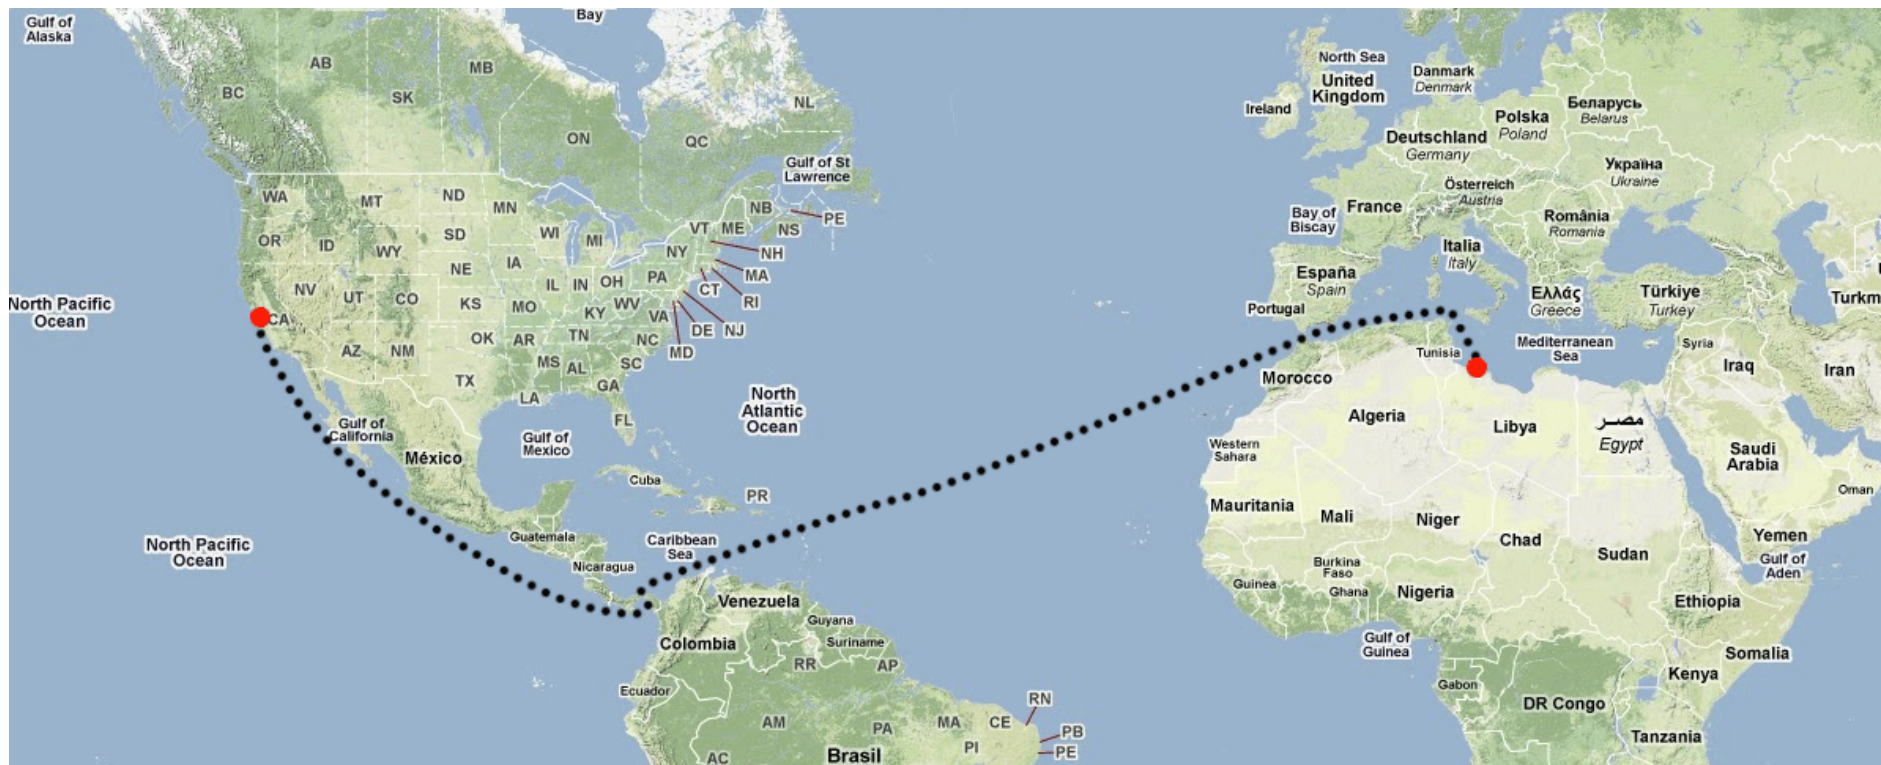 Gulf of
Alaska
Bay
AB
MB
BC
SK
NL
ON
QC
Gulf of St
Lawrence
WA
MT
ND
MN
NB
PE
OR
ID
SD
WI
MI
VT
ME
NS
WY
NY
NH
NE
IA
PA
MA
NV
UT
CO
IL
IN
OH
CT
RI
North Pacific
Ocean
KS
MO
WV
KY
VA
DE
NJ
CA
OK
AR
TN
NC
MD
AZ
NM
MS
AL
SC
TX
GA
LA
FL
North
Atlantic
Ocean
Gulf of
California
Gulf of
Mexico
México
Cuba
PR
North Pacific
Ocean
Guatemala
Caribbean
Sea
Nicaragua
Venezuela
Guyana
Colombia
Suriname
RR
AP
Ecuador
RN
AM
PA
MA
CE
PB
PI
PE
AC
Brasil
North Sea
United
Kingdom
Danmark
Denmark
Ireland
Беларусь
Belarus
Polska
Poland
Deutschland
Germany
Україна
Ukraine
Österreich
Austria
France
Bay of
Biscay
România
Romania
Italia
Italy
España
Spain
Portugal
Ελλάς
Greece
Türkiye
Turkey
Turkm
Tunisia
Mediterranean
Sea
Syria
Iraq
Iran
Morocco
Algeria
Libya
مصر
Egypt
Western
Sahara
Saudi
Arabia
Oman
Mauritania
Mali
Niger
Chad
Sudan
Yemen
Gulf of
Aden
Burkina
Faso
Guinea
Ghana
Nigeria
Ethiopia
Gulf of
Guinea
Somalia
Kenya
Gabon
DR Congo
Tanzania